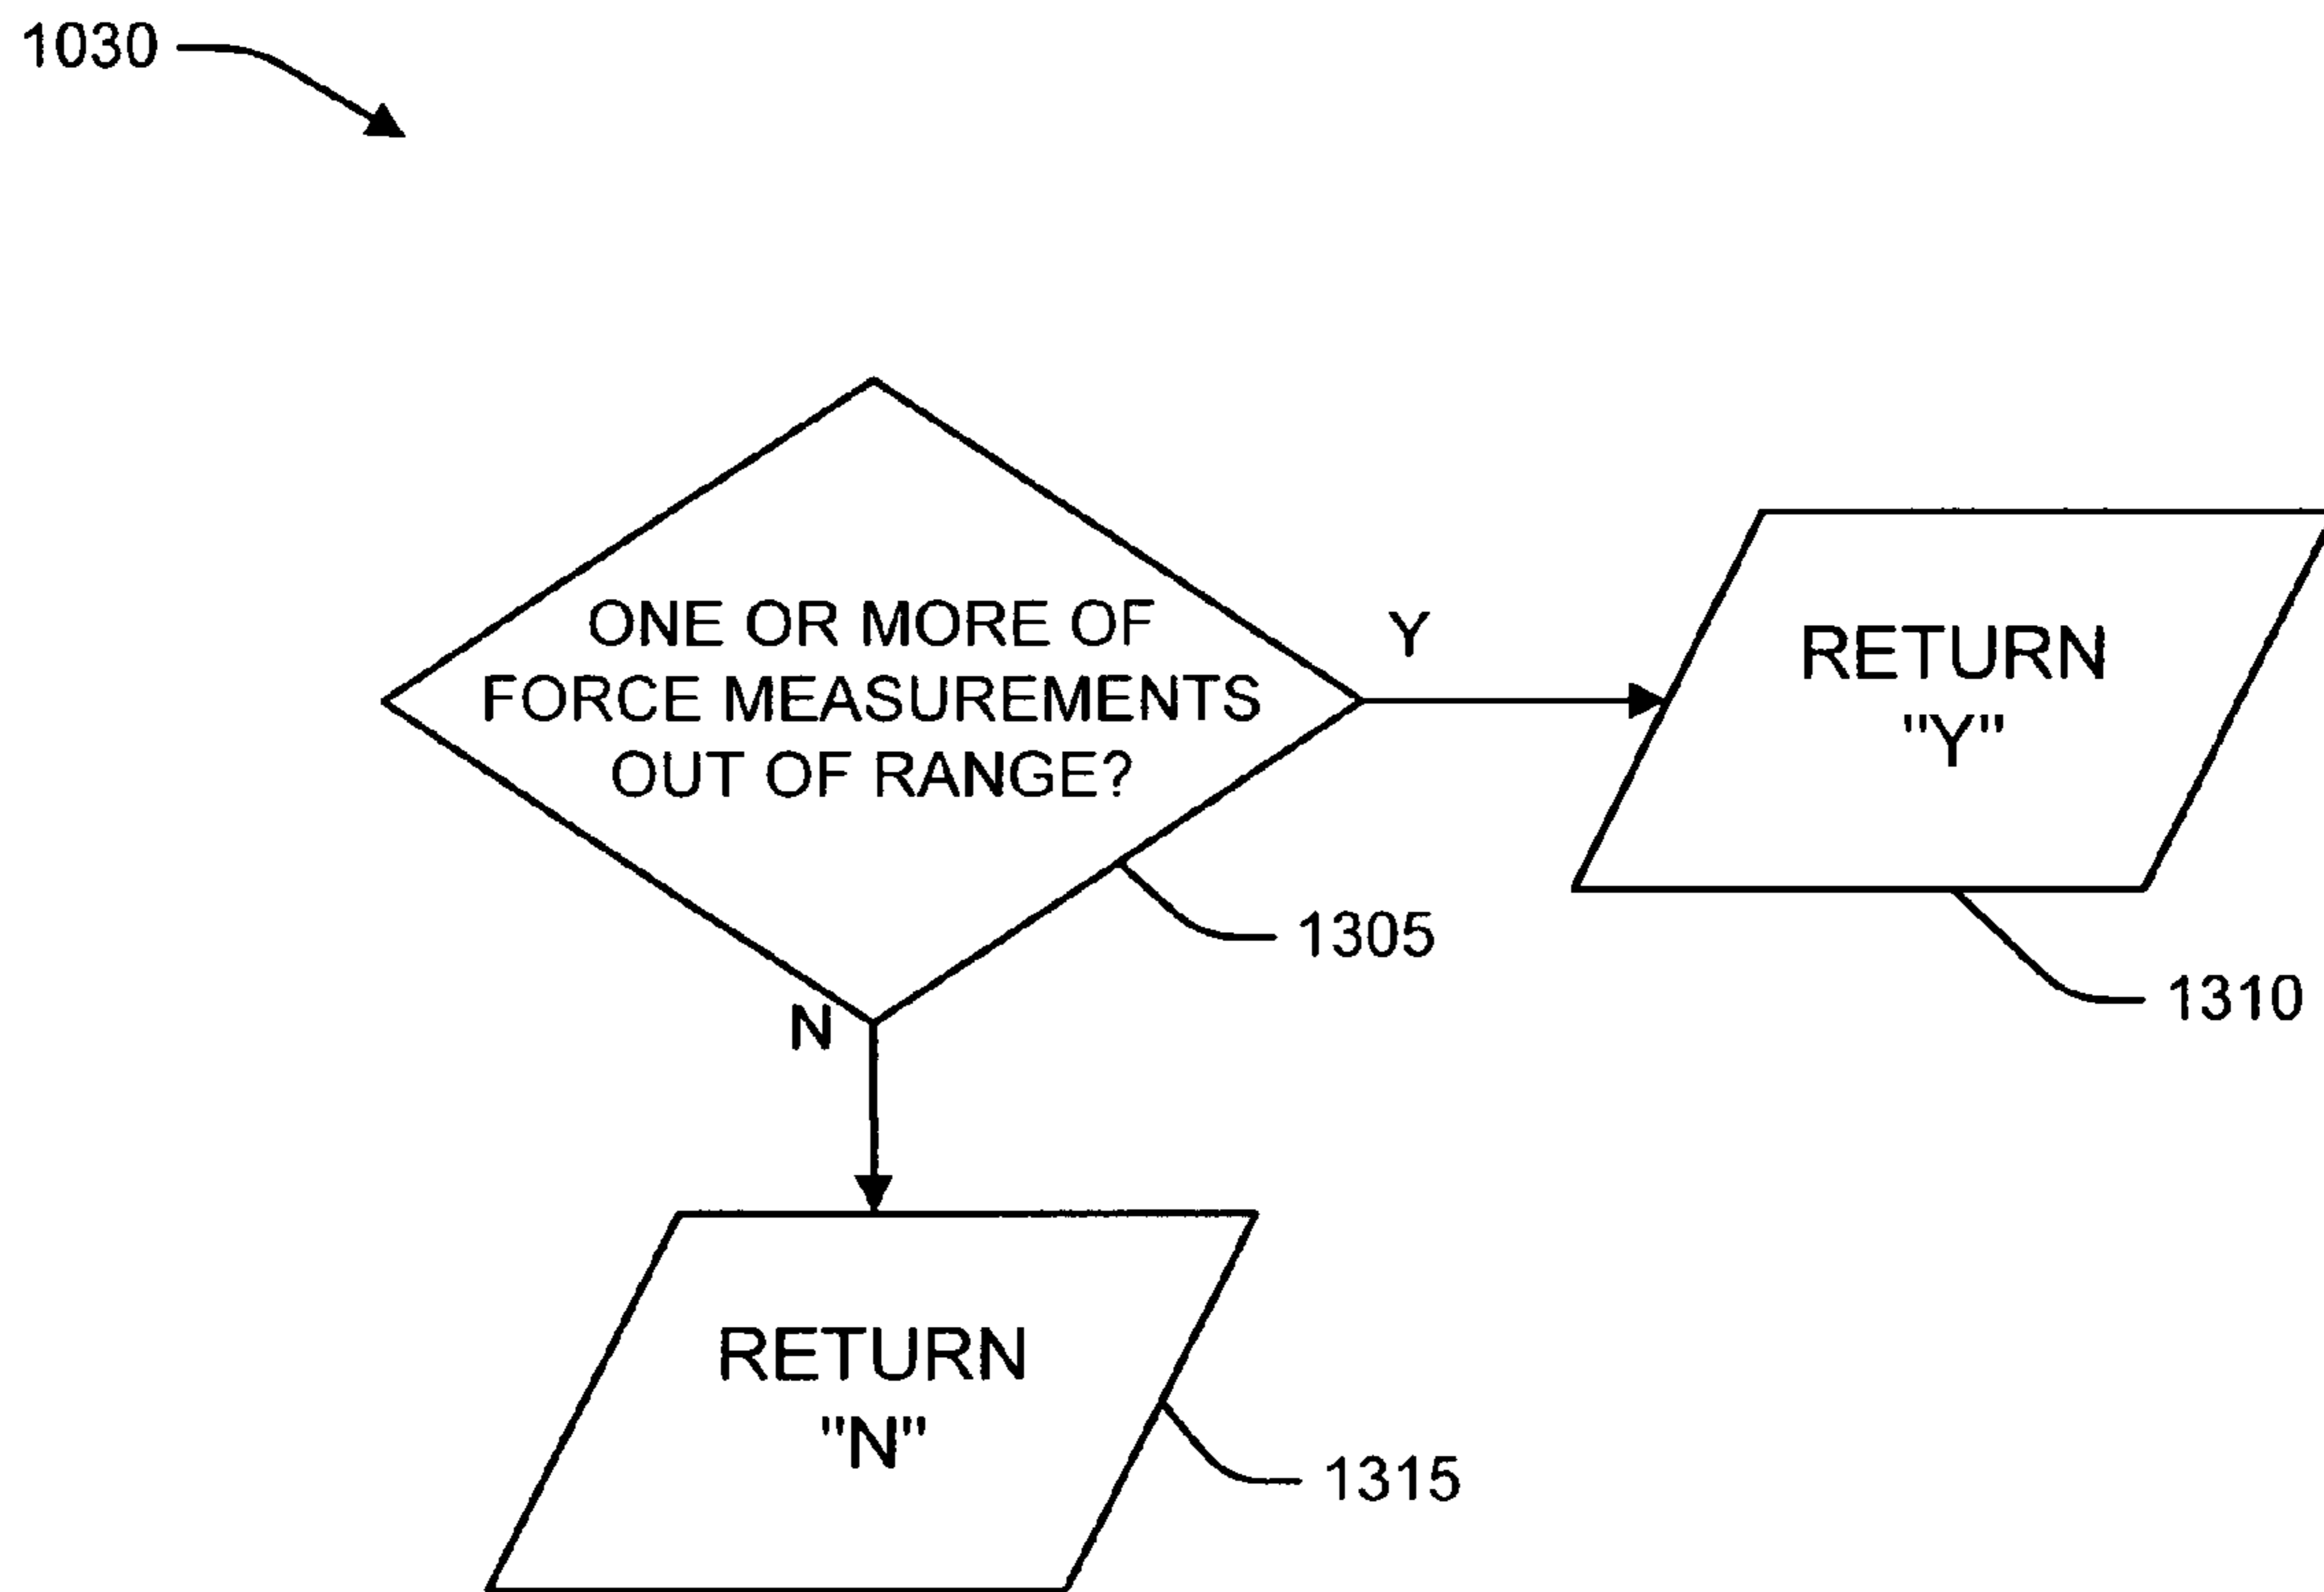 1030
ONE OR MORE OF
FORCE MEASUREMENTS
OUT OF RANGE?
Y
RETURN
"Y"
1305
1310
N
RETURN
"N"
1315